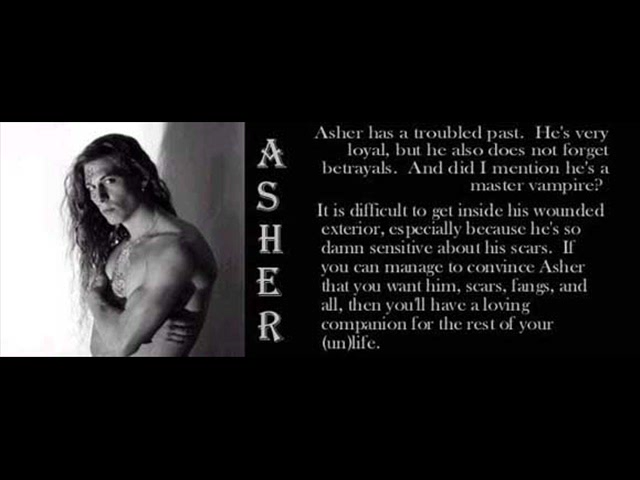 ASHER
Asher has a troubled past. He's very
loyal, but he also does not forget
betrayals. And did I mention he's a
master vampire?
It is difficult to get inside his wounded
exterior, especially because he's so
damn sensitive about his scars. If
you can manage to convince Asher
that you want him, scars, fangs, and
all, then you'll have a loving
companion for the rest of your
(un)life.